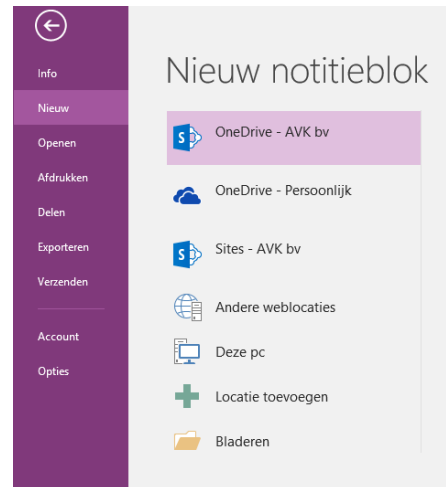 Info
Nieuw
Openen
Afdrukken
Delen
Exporteren
Verzenden
Account
Opties
Nieuw notitieblok
OneDrive - AVK bv
OneDrive - Persoonlijk
Sites - AVK bv
Andere weblocaties
Deze pc
Locatie toevoegen
Bladeren